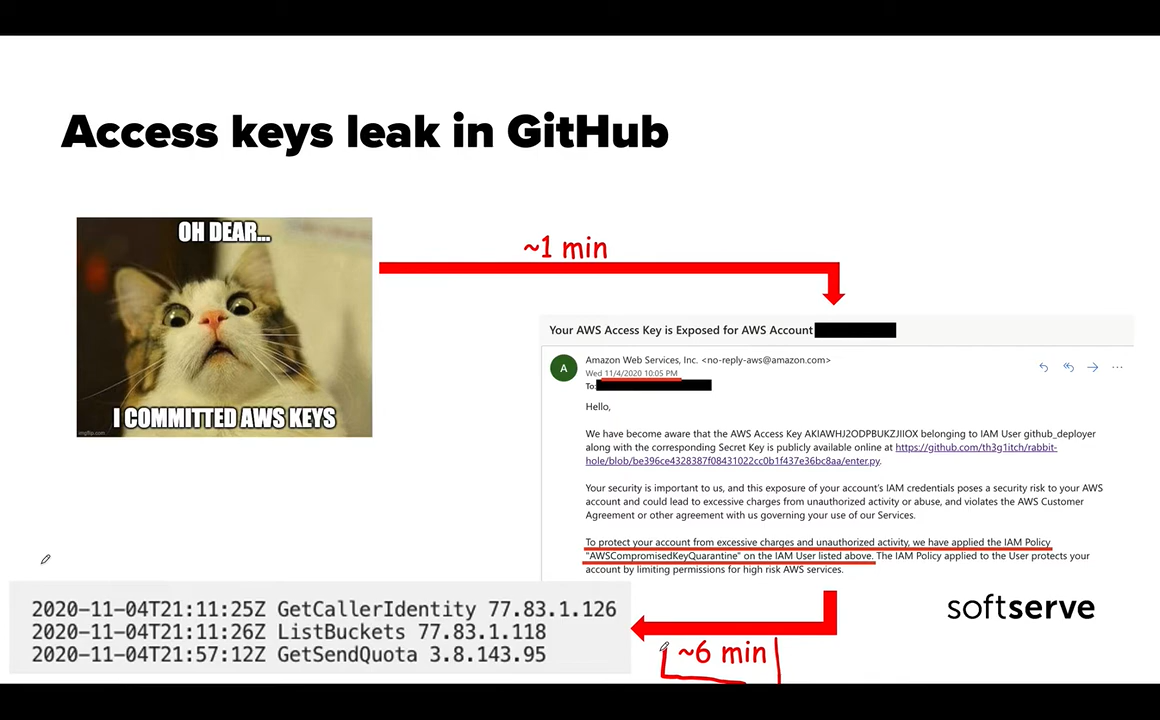 Access keys leak in GitHub
OH DEAR...
I COMMITTED AWS KEYS
imgflip.com
~1 min
Your AWS Access Key is Exposed for AWS Account
A
Amazon Web Services, Inc. <no-reply-aws@amazon.com>
Wed 11/4/2020 10:05 PM
To:
Hello,
We have become aware that the AWS Access Key AKIAWHJ2ODPBUKZJIIOX belonging to IAM User github_deployer
along with the corresponding Secret Key is publicly available online at https://github.com/th3g1itch/rabbit-
hole/blob/be396ce4328387f08431022cc0b1f437e36bc8aa/enter.py.
Your security is important to us, and this exposure of your account's IAM credentials poses a security risk to your AWS
account and could lead to excessive charges from unauthorized activity or abuse, and violates the AWS Customer
Agreement or other agreement with us governing your use of our Services.
To protect your account from excessive charges and unauthorized activity, we have applied the IAM Policy
"AWSCompromisedKeyQuarantine" on the IAM User listed above. The IAM Policy applied to the User protects your
account by limiting permissions for high risk AWS services.
softserve
2020-11-04T21:11:25Z GetCallerIdentity 77.83.1.126
2020-11-04T21:11:26Z ListBuckets 77.83.1.118
2020-11-04T21:57:12Z GetSendQuota 3.8.143.95
~6 min